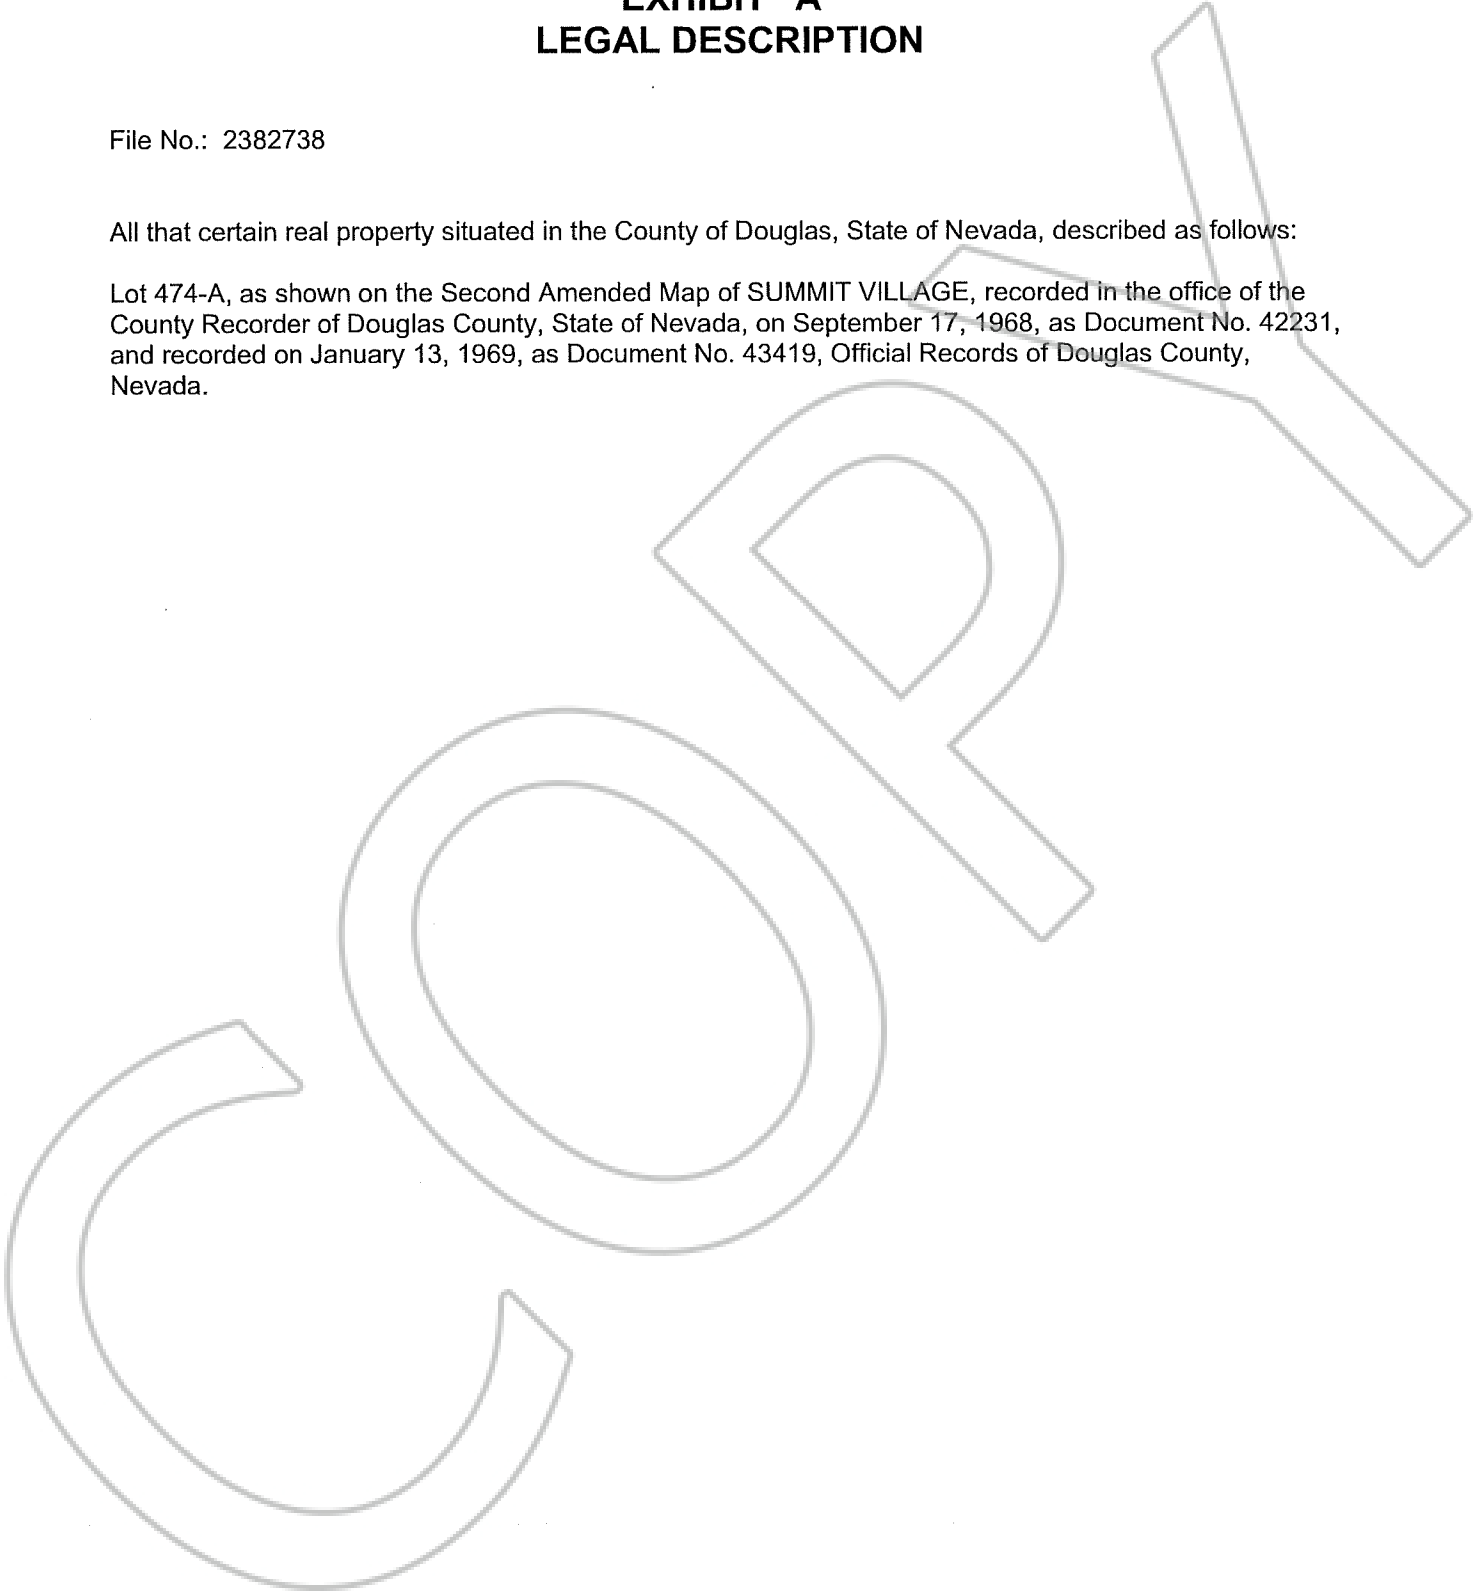 EXHIBIT A
LEGAL DESCRIPTION
File No.: 2382738
All that certain real property situated in the County of Douglas, State of Nevada, described as follows:
Lot 474-A, as shown on the Second Amended Map of SUMMIT VILLAGE, recorded in the office of the
County Recorder of Douglas County, State of Nevada, on September 17, 1968, as Document No. 42231,
and recorded on January 13, 1969, as Document No. 43419, Official Records of Douglas County,
Nevada.
COPY